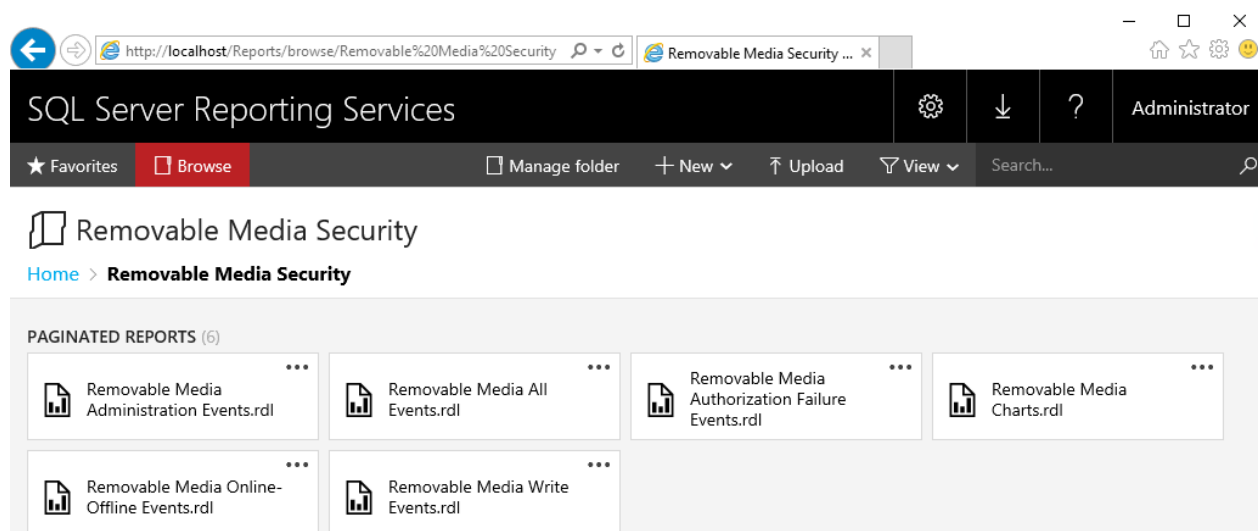 http://localhost/Reports/browse/Removable%20Media%20Security
Removable Media Security ...
SQL Server Reporting Services
?
Administrator
Favorites
Browse
Manage folder
New
Upload
View
Search...
Removable Media Security
Home > Removable Media Security
PAGINATED REPORTS (6)
Removable Media
Administration Events.rdl
Removable Media All
Events.rdl
Removable Media
Authorization Failure
Events.rdl
Removable Media
Charts.rdl
Removable Media Online-
Offline Events.rdl
Removable Media Write
Events.rdl